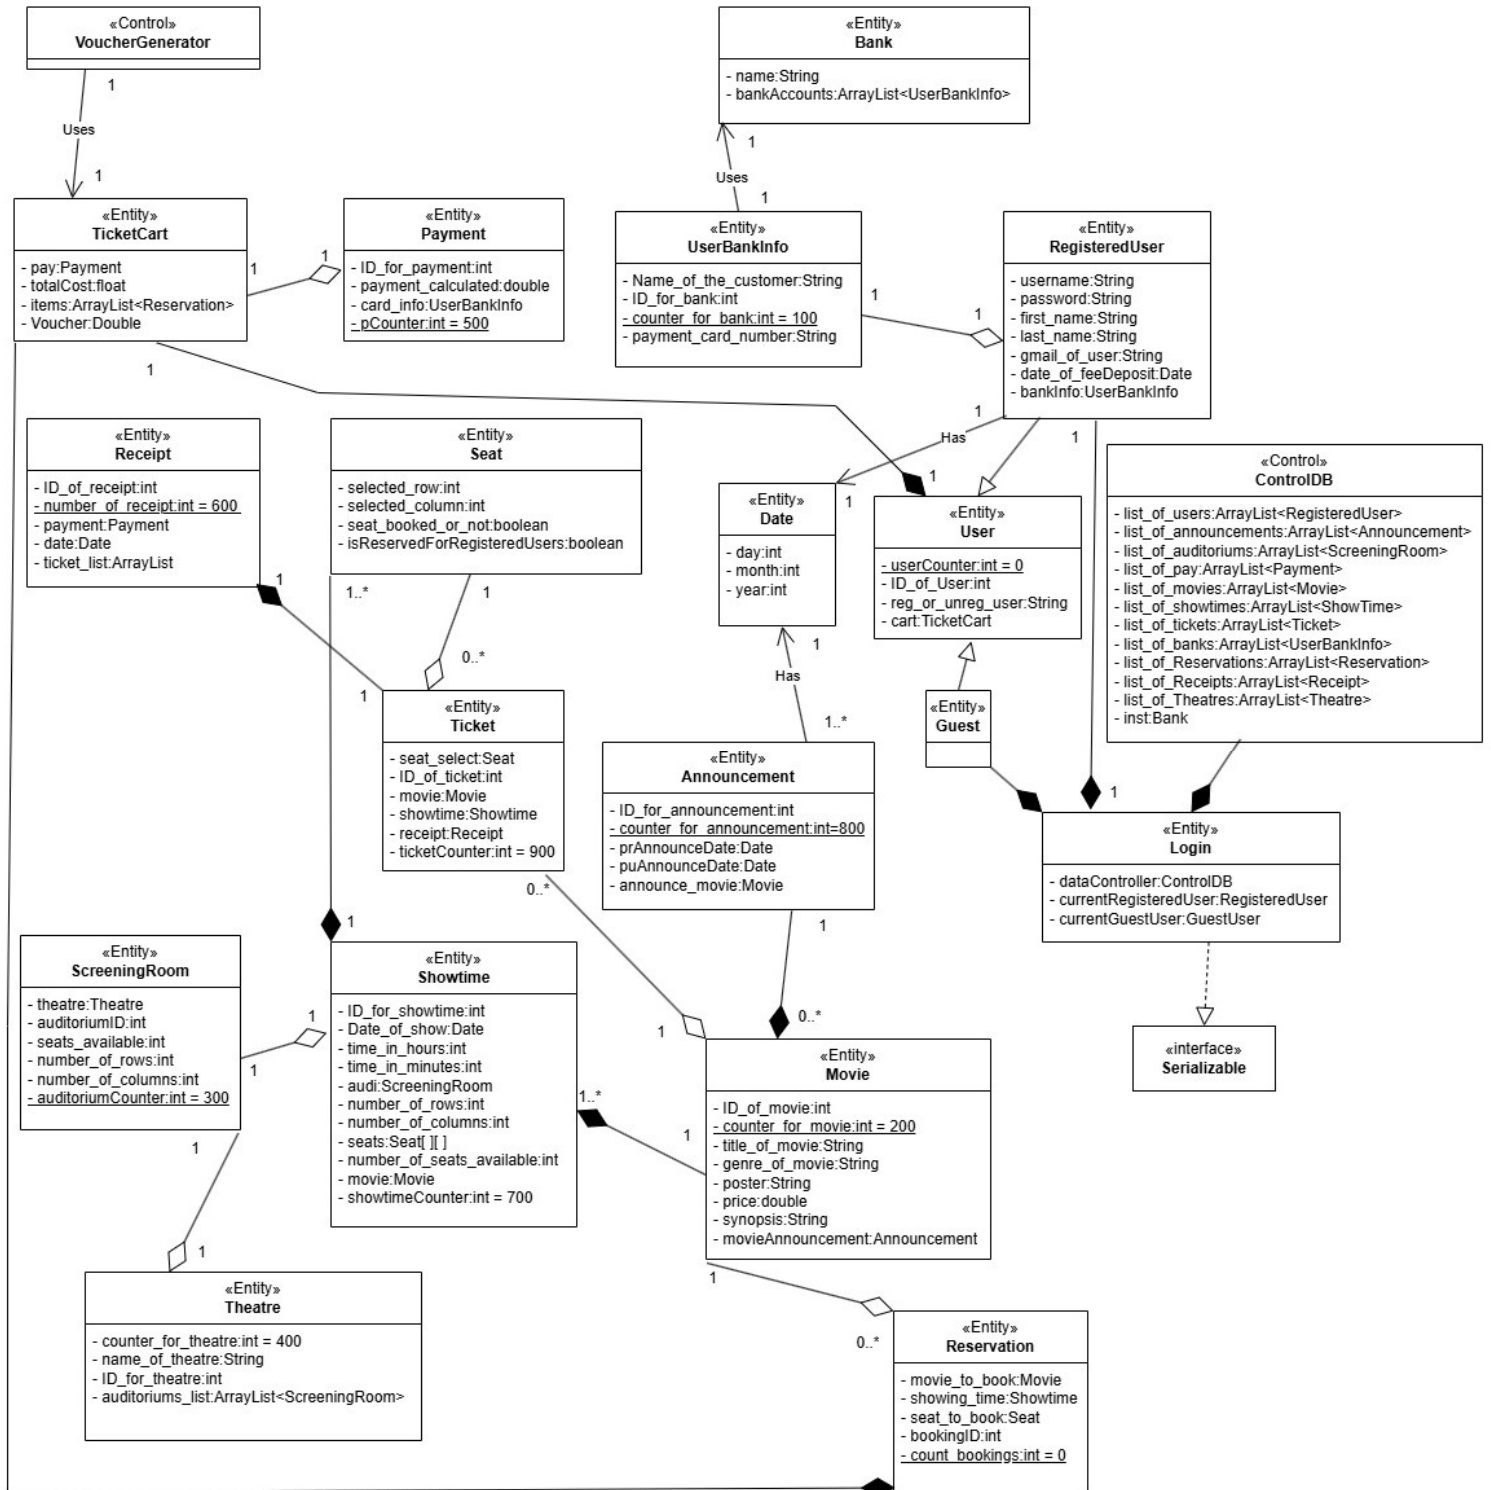 «Control»
VoucherGenerator
1
Uses
1
«Entity»
Bank
- name:String
- bankAccounts:ArrayList<UserBankInfo>
1
Uses
1
«Entity»
TicketCart
- pay:Payment
- totalCost:float
- items:ArrayList<Reservation>
- Voucher:Double
1
1
«Entity»
Payment
- ID_for_payment:int
- payment_calculated:double
- card_info:UserBankInfo
- pCounter:int = 500
«Entity»
UserBankInfo
- Name_of_the_customer:String
- ID_for_bank:int
- counter_for_bank:int = 100
- payment_card_number:String
1
1
«Entity»
RegisteredUser
- username:String
- password:String
- first_name:String
- last_name:String
- gmail_of_user:String
- date_of_feeDeposit:Date
- bankInfo:UserBankInfo
1
1
Has
1
1
1
«Entity»
Receipt
- ID_of_receipt:int
- number_of_receipt:int = 600
- payment:Payment
- date:Date
- ticket_list:ArrayList
1
1
«Entity»
Seat
- selected_row:int
- selected_column:int
- seat_booked_or_not:boolean
- isReservedForRegisteredUsers:boolean
1..*
1
0..*
«Entity»
Date
- day:int
- month:int
- year:int
1
Has
1..*
«Entity»
User
- userCounter:int = 0
- ID_of_User:int
- reg_or_unreg_user:String
- cart:TicketCart
«Control»
ControlDB
- list_of_users:ArrayList<RegisteredUser>
- list_of_announcements:ArrayList<Announcement>
- list_of_auditoriums:ArrayList<ScreeningRoom>
- list_of_pay:ArrayList<Payment>
- list_of_movies:ArrayList<Movie>
- list_of_showtimes:ArrayList<ShowTime>
- list_of_tickets:ArrayList<Ticket>
- list_of_banks:ArrayList<UserBankInfo>
- list_of_Reservations:ArrayList<Reservation>
- list_of_Receipts:ArrayList<Receipt>
- list_of_Theatres:ArrayList<Theatre>
- inst:Bank
«Entity»
Ticket
- seat_select:Seat
- ID_of_ticket:int
- movie:Movie
- showtime:Showtime
- receipt:Receipt
- ticketCounter:int = 900
0..*
1
«Entity»
Announcement
- ID_for_announcement:int
- counter_for_announcement:int=800
- prAnnounceDate:Date
- puAnnounceDate:Date
- announce_movie:Movie
1
0..*
«Entity»
Guest
1
«Entity»
Login
- dataController:ControlDB
- currentRegisteredUser:RegisteredUser
- currentGuestUser:GuestUser
«interface»
Serializable
«Entity»
ScreeningRoom
- theatre:Theatre
- auditoriumID:int
- seats_available:int
- number_of_rows:int
- number_of_columns:int
- auditoriumCounter:int = 300
1
1
1
1
1
«Entity»
Showtime
- ID_for_showtime:int
- Date_of_show:Date
- time_in_hours:int
- time_in_minutes:int
- audi:ScreeningRoom
- number_of_rows:int
- number_of_columns:int
- seats:Seat[ ][ ]
- number_of_seats_available:int
- movie:Movie
- showtimeCounter:int = 700
1..*
1
«Entity»
Movie
- ID_of_movie:int
- counter_for_movie:int = 200
- title_of_movie:String
- genre_of_movie:String
- poster:String
- price:double
- synopsis:String
- movieAnnouncement:Announcement
1
0..*
«Entity»
Theatre
- counter_for_theatre:int = 400
- name_of_theatre:String
- ID_for_theatre:int
- auditoriums_list:ArrayList<ScreeningRoom>
«Entity»
Reservation
- movie_to_book:Movie
- showing_time:Showtime
- seat_to_book:Seat
- bookingID:int
- count_bookings:int = 0